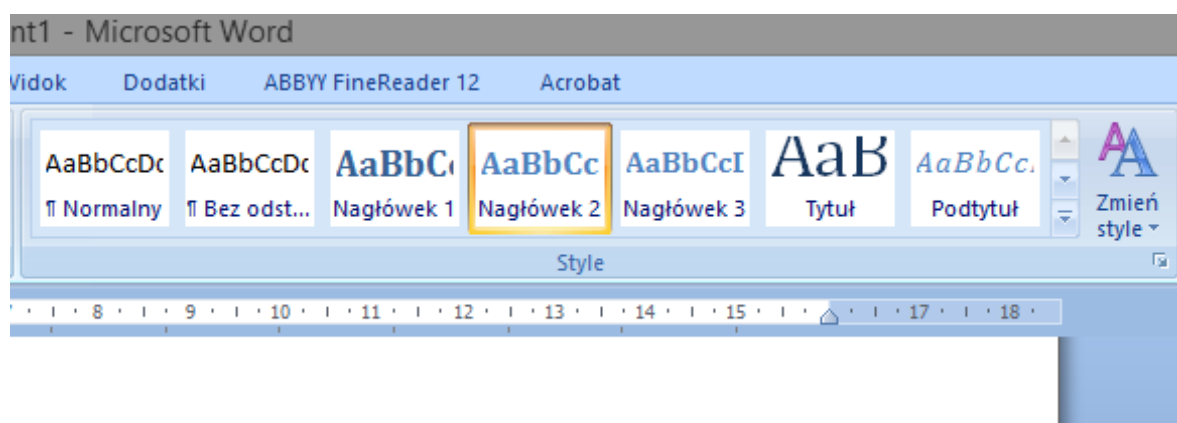 nt1 - Microsoft Word
Widok Dodatki ABBYY FineReader 12 Acrobat
AaBbCcDc AaBbCcDc AaBbC AaBbCc AaBbCcI AaB AaBbCc.
¶ Normalny ¶ Bez odst... Nagłówek 1 Nagłówek 2 Nagłówek 3 Tytuł Podtytuł Zmień
style
Style
8 9 10 11 12 13 14 15 17 18